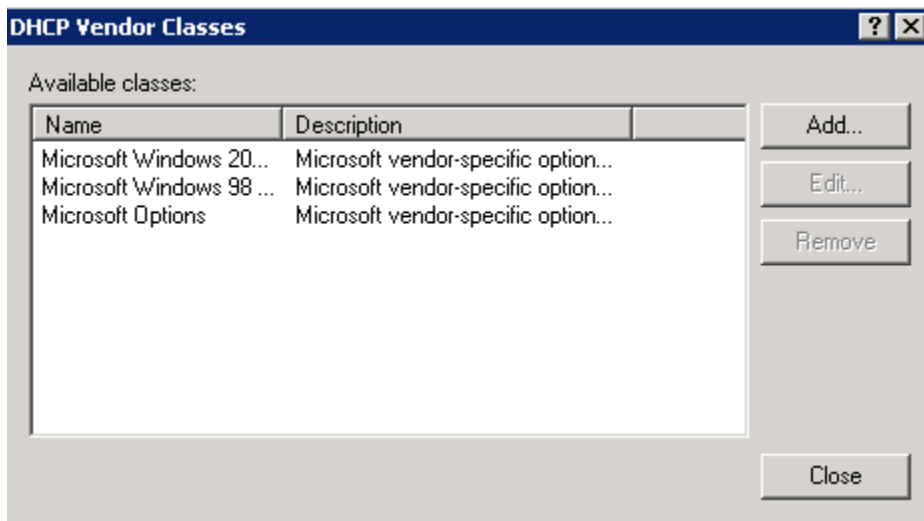 DHCP Vendor Classes
Available classes:
Name Description
Microsoft Windows 20... Microsoft vendor-specific option...
Microsoft Windows 98 ... Microsoft vendor-specific option...
Microsoft Options Microsoft vendor-specific option...
Add...
Edit...
Remove
Close